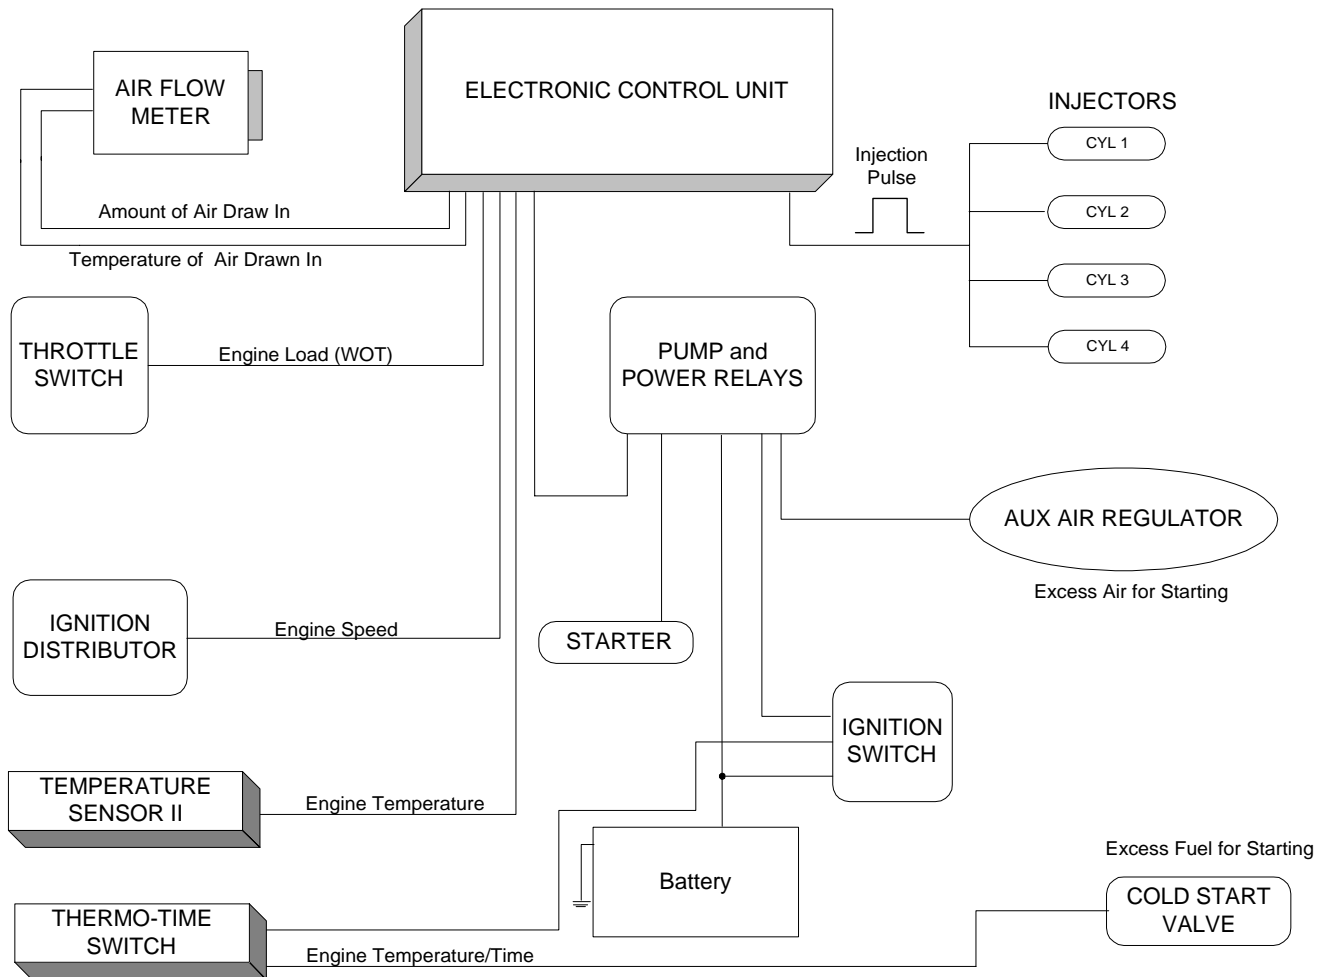 ELECTRONIC CONTROL UNIT
AIR FLOW
METER
INJECTORS
CYL 1
Injection
Pulse
CYL 2
Amount of Air Draw In
Temperature of Air Drawn In
CYL 3
CYL 4
THROTTLE
SWITCH
Engine Load (WOT)
PUMP and
POWER RELAYS
AUX AIR REGULATOR
Excess Air for Starting
IGNITION
DISTRIBUTOR
Engine Speed
STARTER
IGNITION
SWITCH
TEMPERATURE
SENSOR II
Engine Temperature
Battery
Excess Fuel for Starting
COLD START
VALVE
THERMO-TIME
SWITCH
Engine Temperature/Time